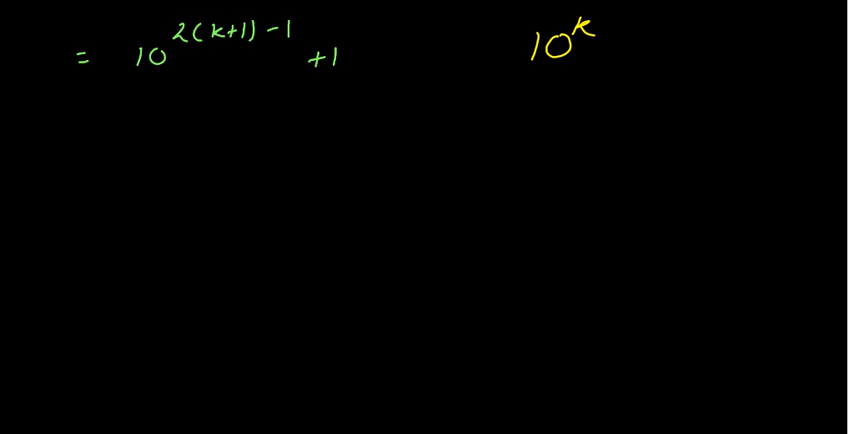 = 10^{2(k+1)-1} + 1
10^k